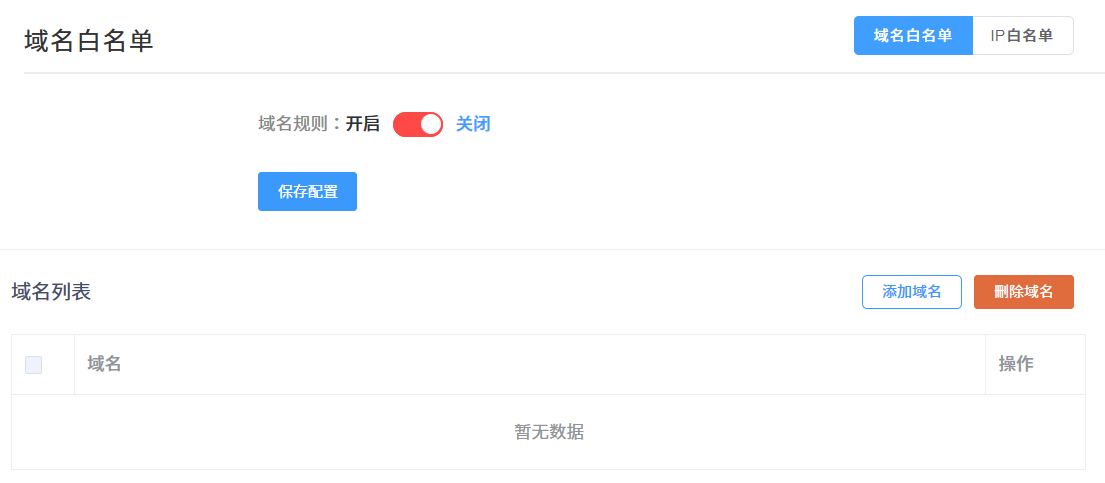 域名白名单
域名白名单 IP白名单
域名规则：开启 关闭
保存配置
域名列表
添加域名 刪除域名
域名 操作
暂无数据